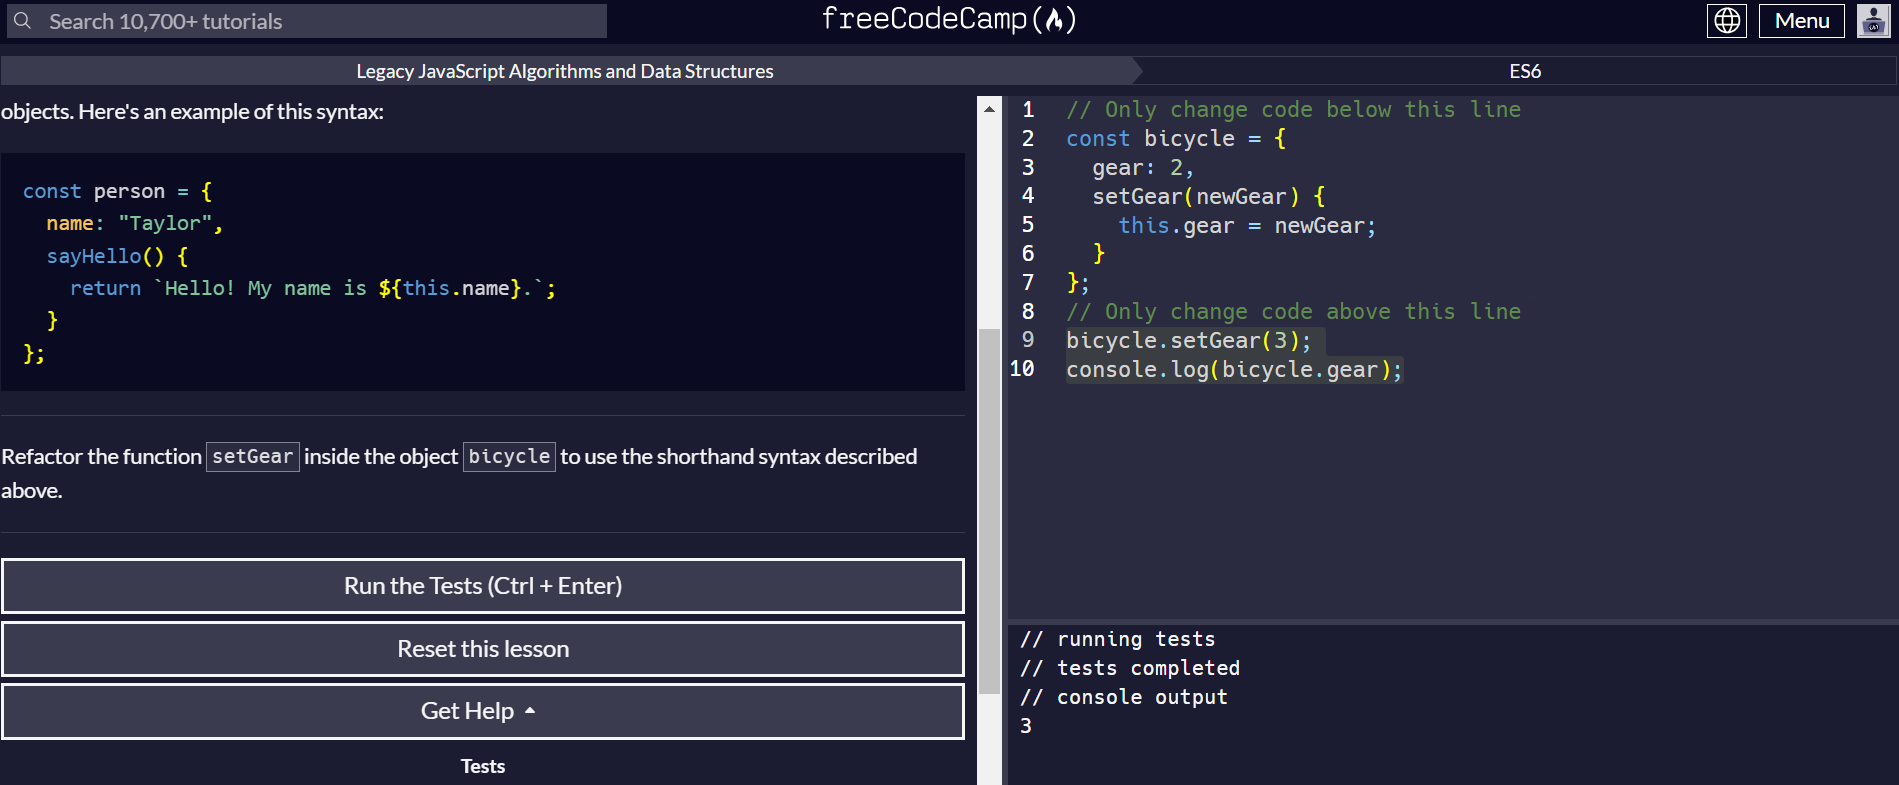 Search 10,700+ tutorials
freeCodeCamp(🔥)
Menu
Legacy JavaScript Algorithms and Data Structures
ES6
objects. Here's an example of this syntax:
const person = {
  name: "Taylor",
  sayHello() {
    return `Hello! My name is ${this.name}.`;
  }
};
Refactor the function setGear inside the object bicycle to use the shorthand syntax described
above.
Run the Tests (Ctrl + Enter)
Reset this lesson
Get Help
Tests
1 // Only change code below this line
2 const bicycle = {
3   gear: 2,
4   setGear(newGear) {
5     this.gear = newGear;
6   }
7 };
8 // Only change code above this line
9 bicycle.setGear(3);
10 console.log(bicycle.gear);
// running tests
// tests completed
// console output
3